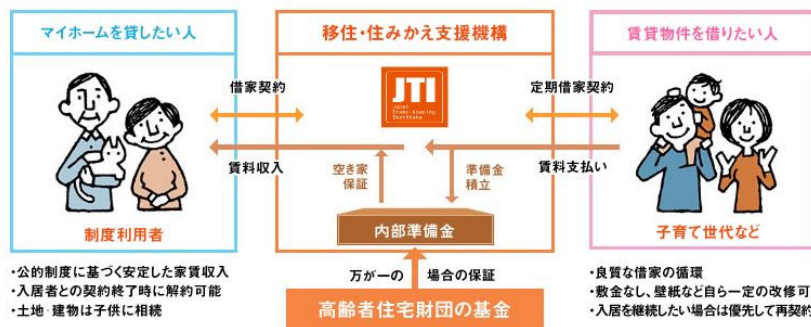 マイホームを貸したい人
移住・住みかえ支援機構
賃貸物件を借りたい人
借家契約
JTI
Japan
Trans-housing
Institute
定期借家契約
賃料収入
空き家
保証
準備金
積立
賃料支払い
内部準備金
制度利用者
子育て世代など
・公的制度に基づく安定した家賃収入
・入居者との契約終了時に解約可能
・土地・建物は子供に相続
万が一の 場合の保証
高齢者住宅財団の基金
・良質な借家の循環
・敷金なし、壁紙など自ら一定の改修可
・入居を継続したい場合は優先して再契約